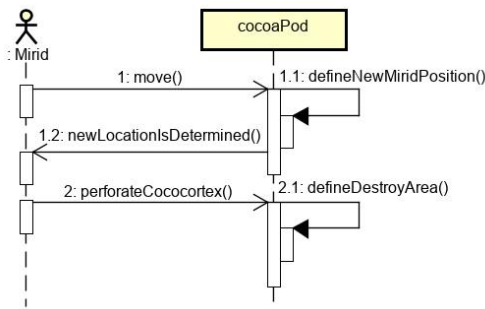 cocoaPod
: Mirid
1: move()
1.1: defineNewMiridPosition()
1.2: newLocationIsDetermined()
2: perforateCococortex()
2.1: defineDestroyArea()